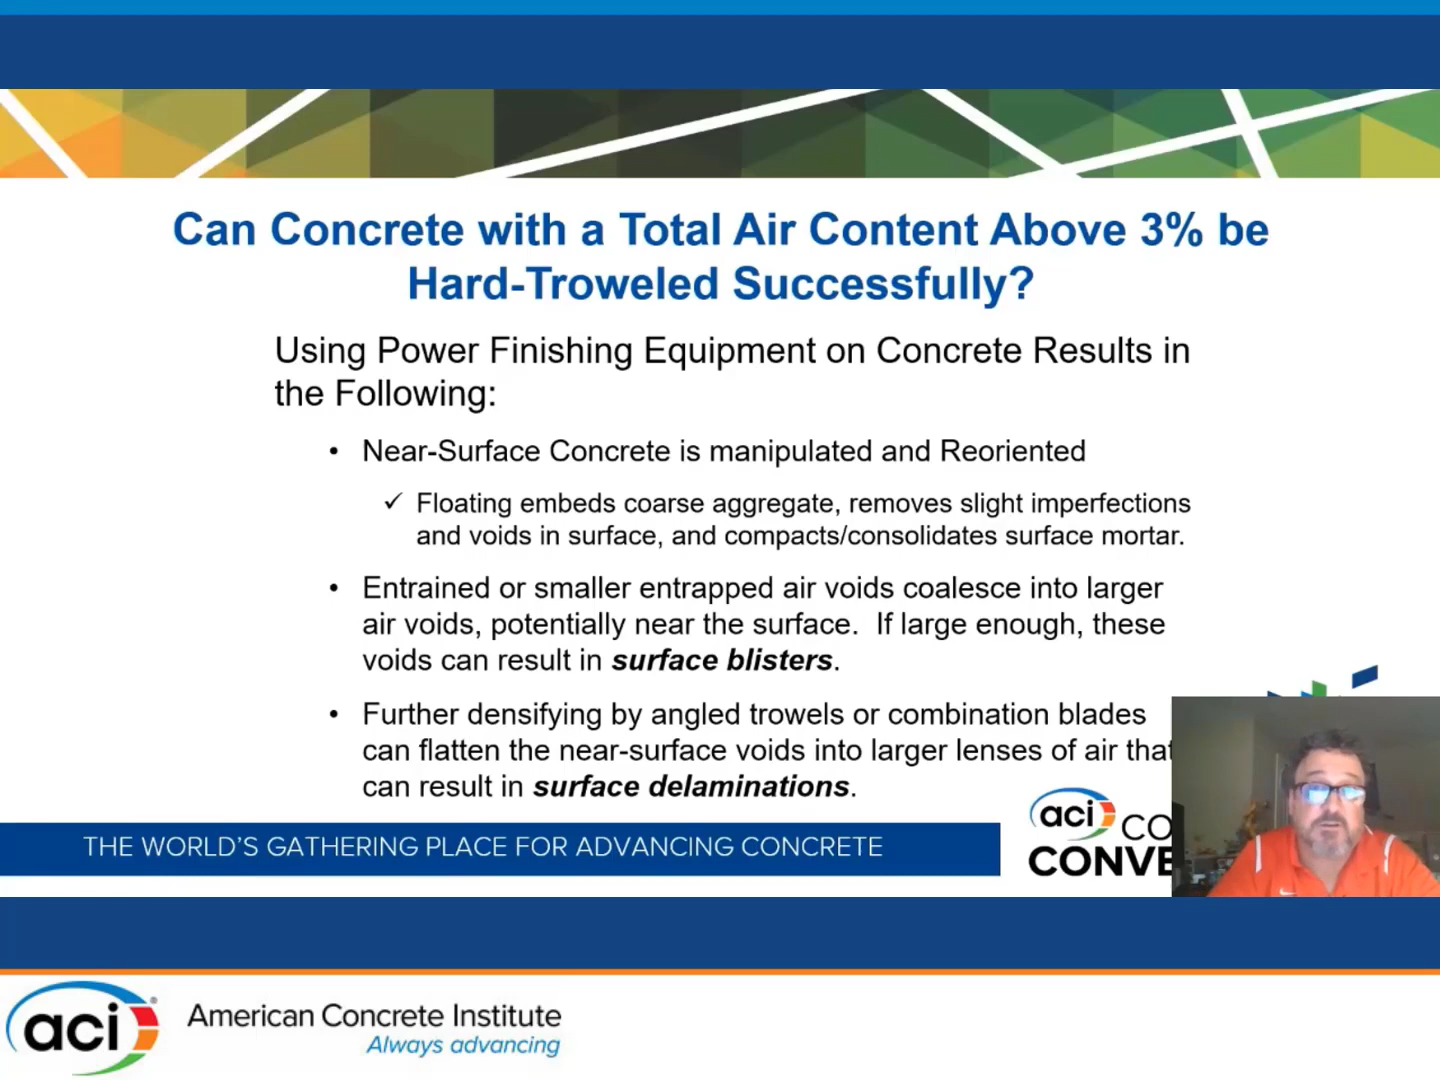 Can Concrete with a Total Air Content Above 3% be
Hard-Troweled Successfully?
Using Power Finishing Equipment on Concrete Results in
the Following:
• Near-Surface Concrete is manipulated and Reoriented
✓ Floating embeds coarse aggregate, removes slight imperfections
and voids in surface, and compacts/consolidates surface mortar.
• Entrained or smaller entrapped air voids coalesce into larger
air voids, potentially near the surface. If large enough, these
voids can result in surface blisters.
• Further densifying by angled trowels or combination blades
can flatten the near-surface voids into larger lenses of air that
can result in surface delaminations.
THE WORLD'S GATHERING PLACE FOR ADVANCING CONCRETE
aci CO
CONVE
aci
American Concrete Institute
Always advancing